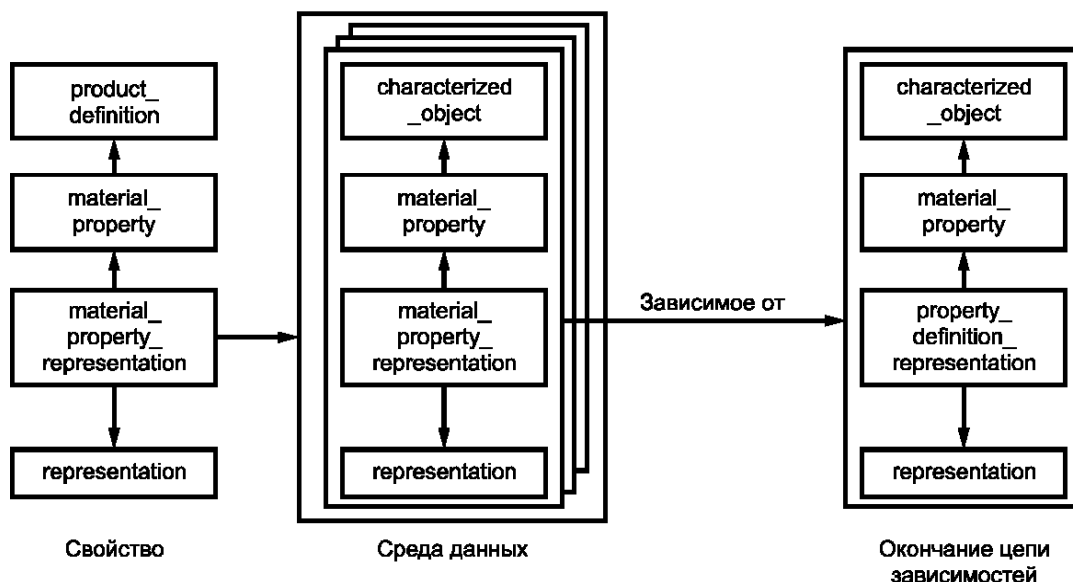 product_
definition
material_
property
material_
property_
representation
representation
Свойство
characterized
_object
material_
property
material_
property_
representation
representation
Среда данных
Зависимое от
characterized
_object
material_
property
property_
definition_
representation
representation
Окончание цепи
зависимостей